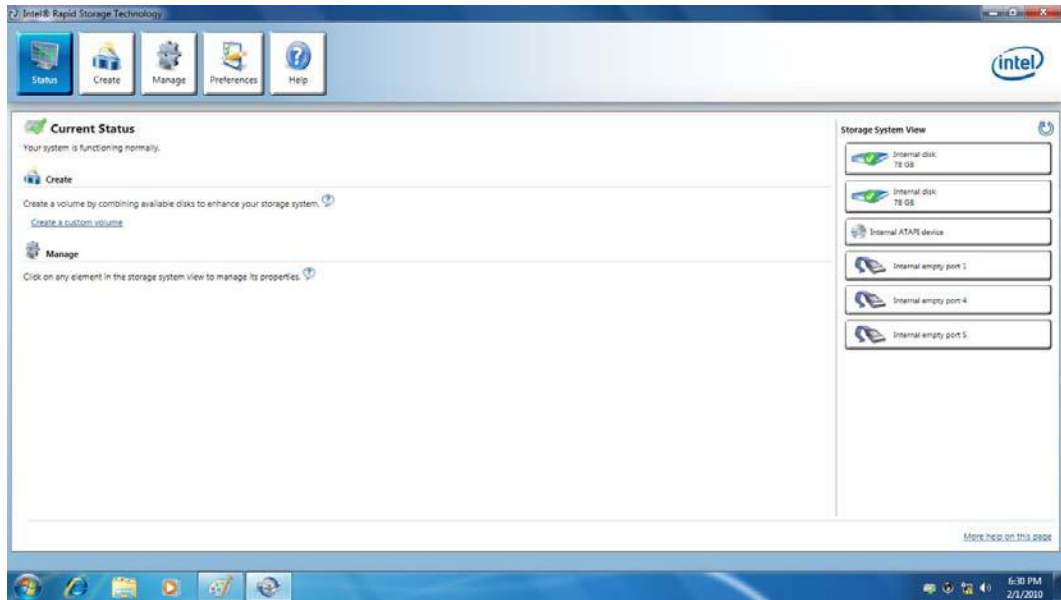 Intel® Rapid Storage Technology
Status
Create
Manage
Preferences
Help
intel
Current Status
Your system is functioning normally.
Create
Create a volume by combining available disks to enhance your storage system.
Create a custom volume
Manage
Click on any element in the storage system view to manage its properties.
Storage System View
Internal disk
78 GB
Internal disk
78 GB
Internal ATAPI device
Internal empty port 1
Internal empty port 4
Internal empty port 5
More help on this page
6:30 PM
2/1/2010